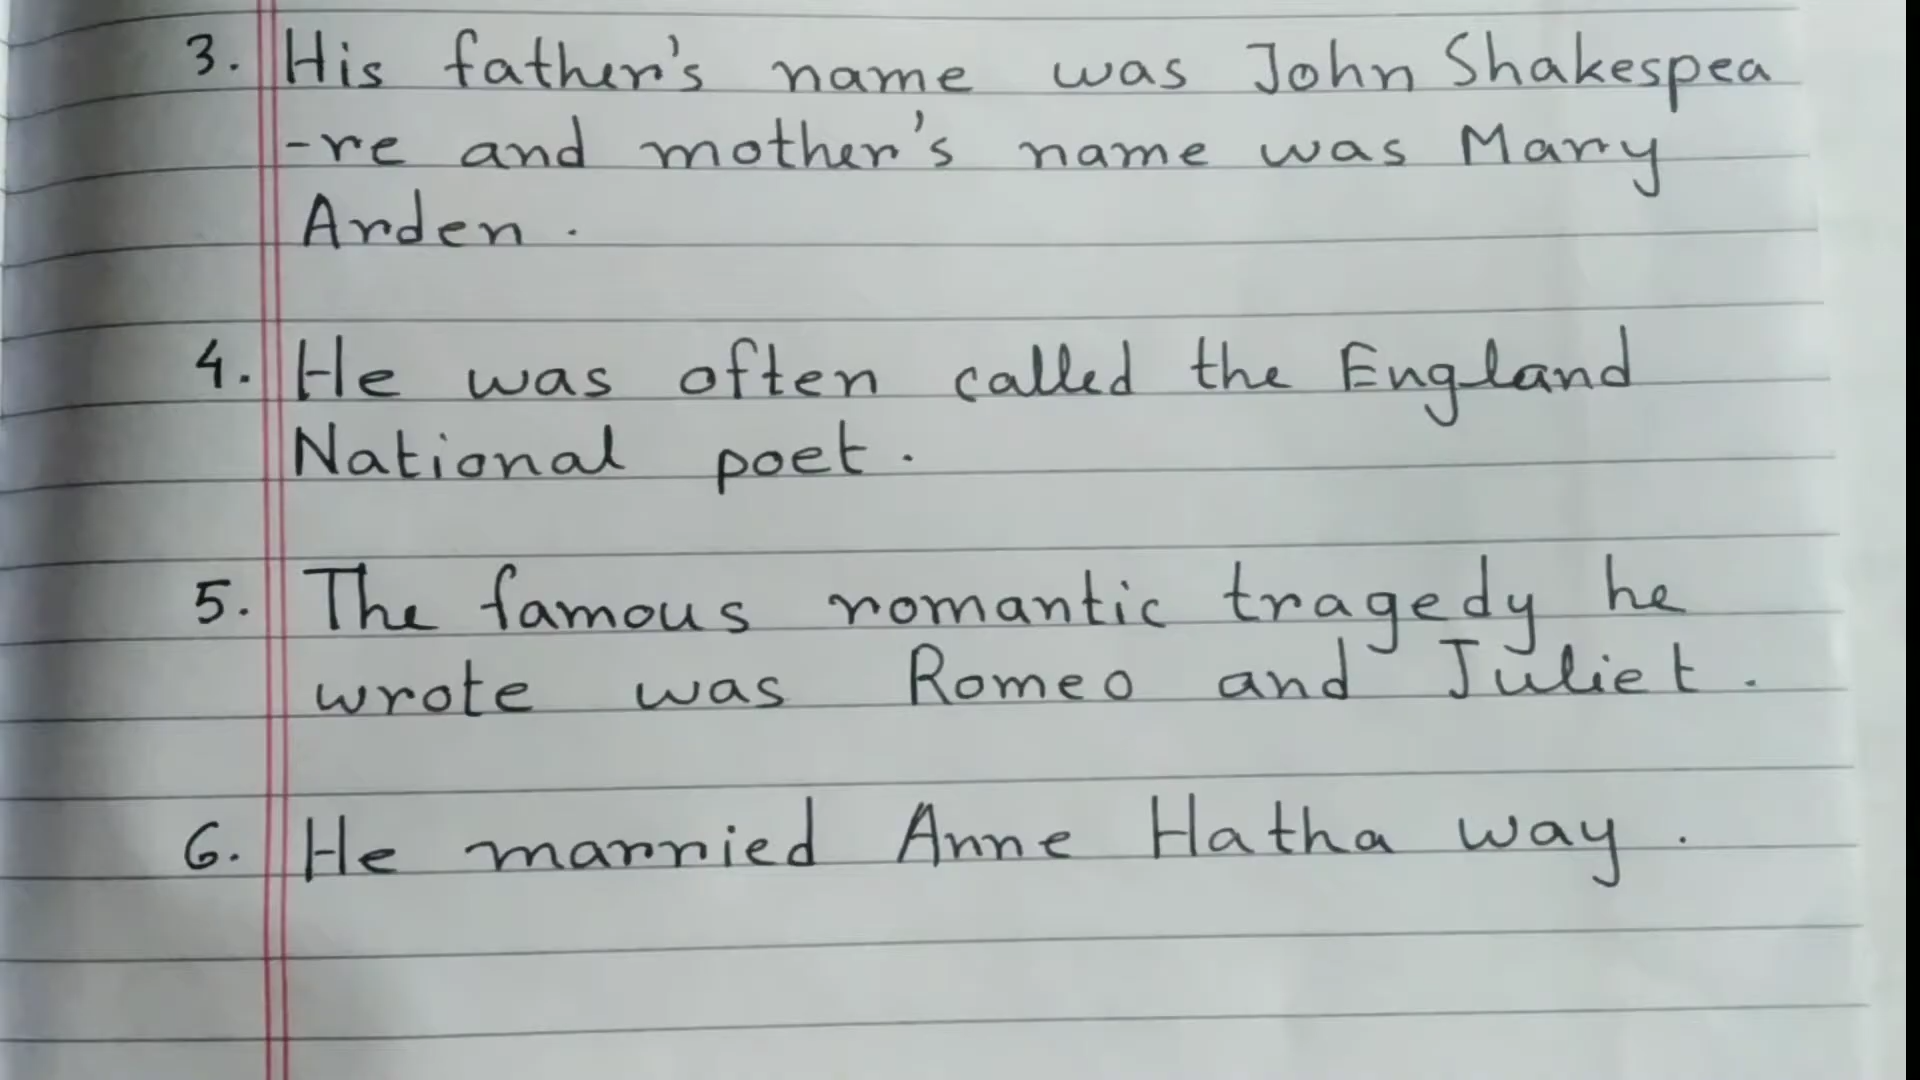 3. His father's name was John Shakespea
-re and mother's name was Mary
Arden.
4. He was often called the England
National poet.
5. The famous romantic tragedy he
wrote was Romeo and Juliet.
6. He married Anne Hatha way.